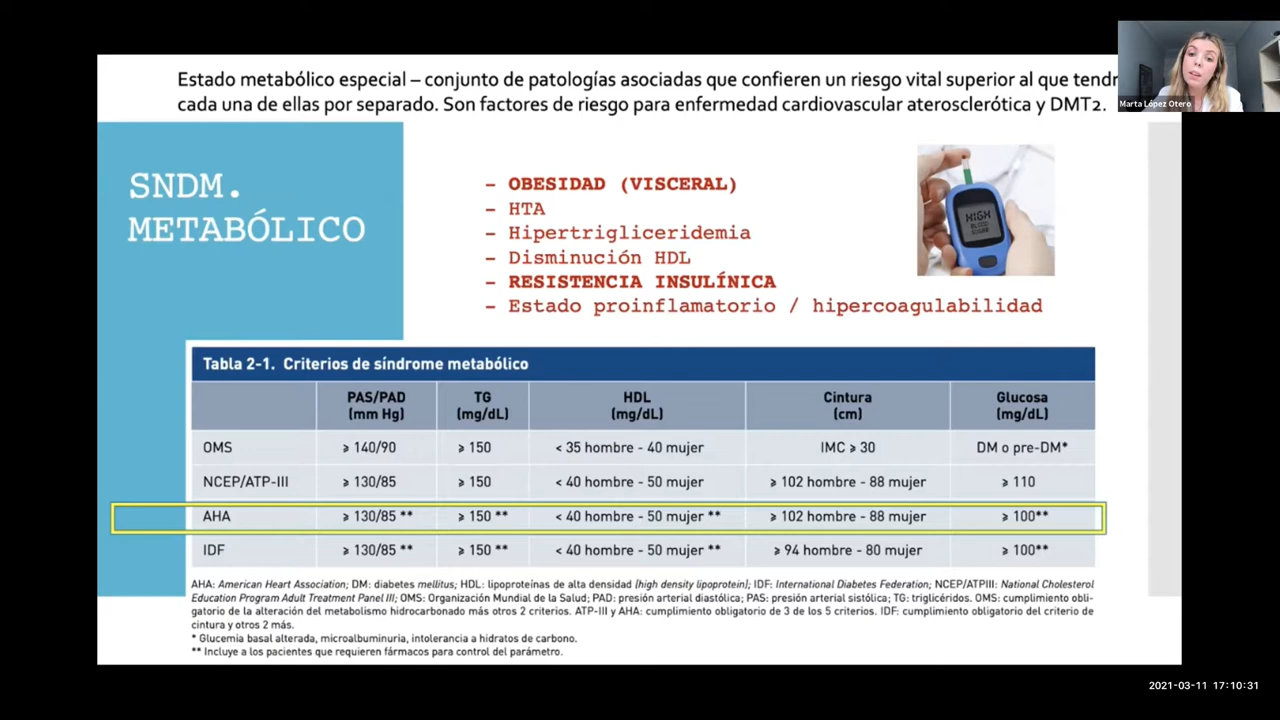 Estado metabólico especial – conjunto de patologías asociadas que confieren un riesgo vital superior al que
cada una de ellas por separado. Son factores de riesgo para enfermedad cardiovascular aterosclerótica y DMT2.
Marta López Otero
SNDM.
METABÓLICO
- OBESIDAD (VISCERAL)
- HTA
- Hipertrigliceridemia
- Disminución HDL
- RESISTENCIA INSULÍNICA
- Estado proinflamatorio / hipercoagulabilidad
HIGH
BLOOD
SUGAR
Tabla 2-1. Criterios de síndrome metabólico
PAS/PAD (mm Hg) TG (mg/dL) HDL (mg/dL) Cintura (cm) Glucosa (mg/dL)
OMS ⩾ 140/90 ⩾ 150 < 35 hombre - 40 mujer IMC ⩾ 30 DM o pre-DM*
NCEP/ATP-III ⩾ 130/85 ⩾ 150 < 40 hombre - 50 mujer ⩾ 102 hombre - 88 mujer ⩾ 110
AHA ⩾ 130/85 ** ⩾ 150 ** < 40 hombre - 50 mujer ** ⩾ 102 hombre - 88 mujer ⩾ 100**
IDF ⩾ 130/85 ** ⩾ 150 ** < 40 hombre - 50 mujer ** ⩾ 94 hombre - 80 mujer ⩾ 100**
AHA: American Heart Association; DM: diabetes mellitus; HDL: lipoproteínas de alta densidad (high density lipoprotein); IDF: International Diabetes Federation; NCEP/ATPIII: National Cholesterol
Education Program Adult Treatment Panel III; OMS: Organización Mundial de la Salud; PAD: presión arterial diastólica; PAS: presión arterial sistólica; TG: triglicéridos. OMS: cumplimiento obli-
gatorio de la alteración del metabolismo hidrocarbonado más otros 2 criterios. ATP-III y AHA: cumplimiento obligatorio de 3 de los 5 criterios. IDF: cumplimiento obligatorio del criterio de
cintura y otros 2 más.
* Glucemia basal alterada, microalbuminuria, intolerancia a hidratos de carbono.
** Incluye a los pacientes que requieren fármacos para control del parámetro.
2021-03-11 17:10:31